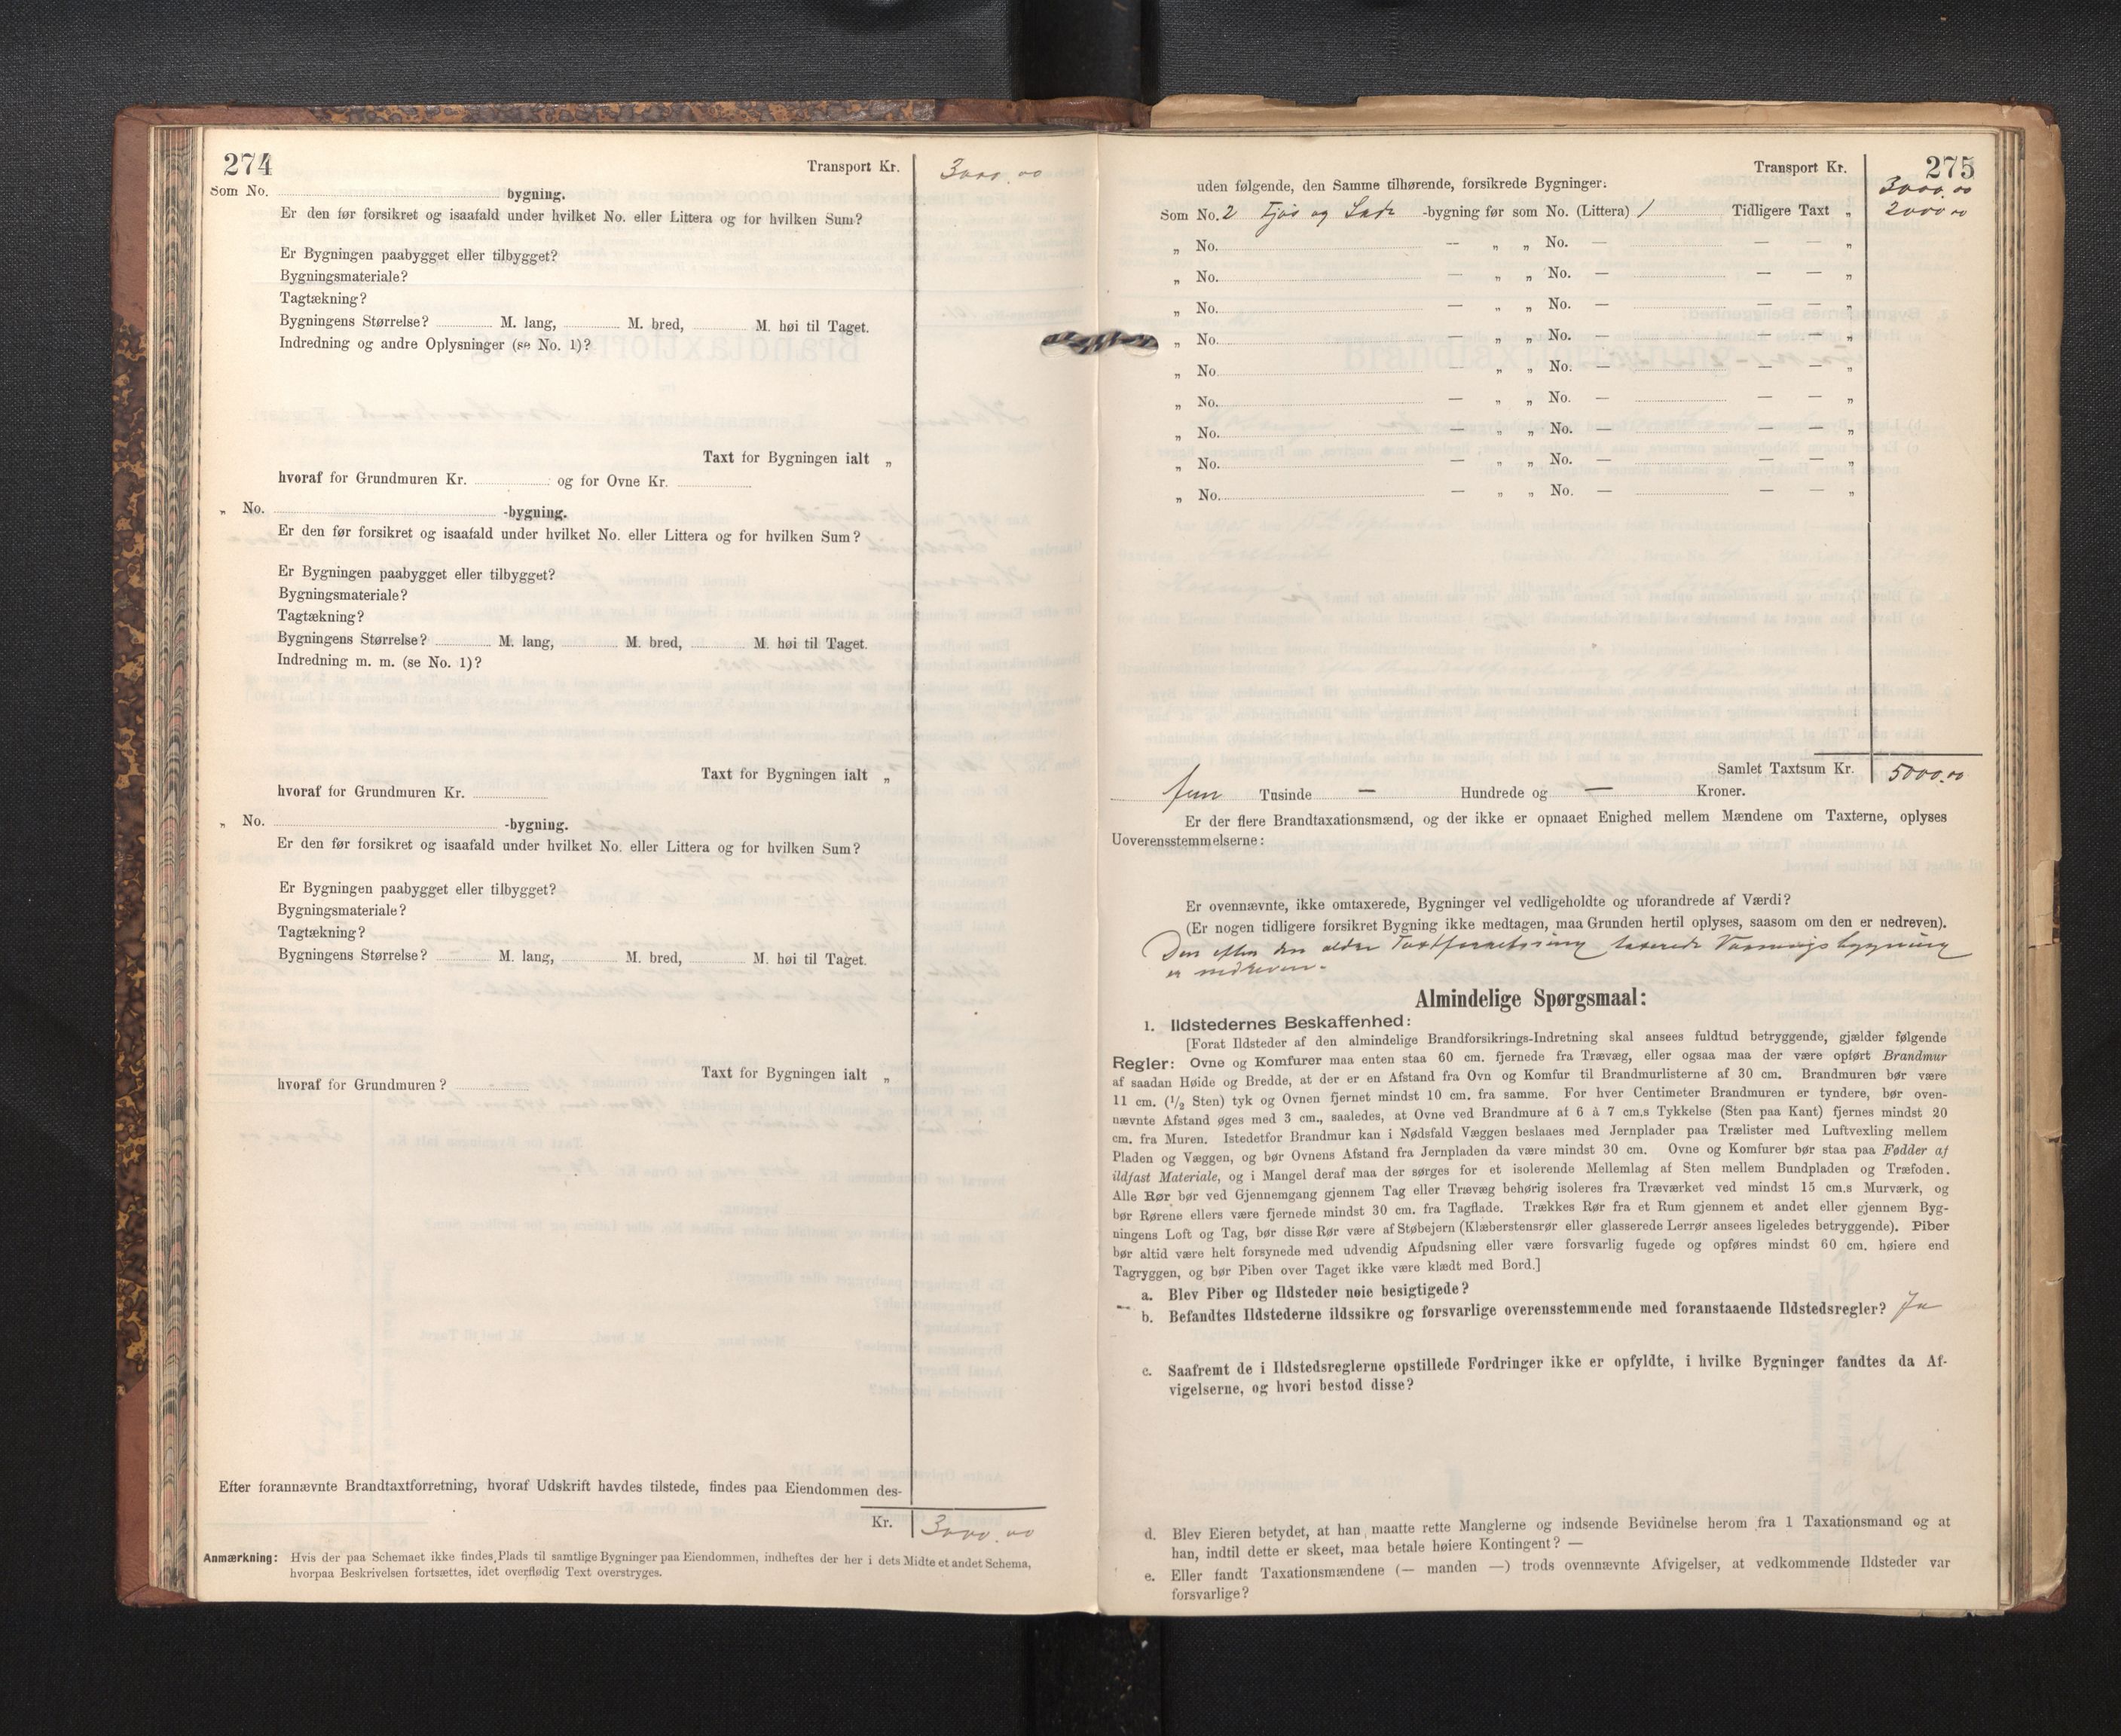 274
Transport Kr. 3000.00
Som No. bygning.
Er den før forsikret og isaafald under hvilket No. eller Littera og for hvilken Sum?
Er Bygningen paabygget eller tilbygget?
Bygningsmateriale?
Tagtækning?
Bygningens Størrelse? M. lang, M. bred, M. høi til Taget.
Indredning og andre Oplysninger (se No. 1)?
Taxt for Bygningen ialt „
hvoraf for Grundmuren Kr. og for Ovne Kr.
„ No. -bygning.
Er den før forsikret og isaafald under hvilket No. eller Littera og for hvilken Sum?
Er Bygningen paabygget eller tilbygget?
Bygningsmateriale?
Tagtækning?
Bygningens Størrelse? M. lang, M. bred, M. høi til Taget.
Indredning m. m. (se No. 1)?
Taxt for Bygningen ialt „
hvoraf for Grundmuren Kr.
„ No. -bygning.
Er den før forsikret og isaafald under hvilket No. eller Littera og for hvilken Sum?
Er Bygningen paabygget eller tilbygget?
Bygningsmateriale?
Tagtækning?
Bygningens Størrelse? M. lang, M. bred, M. høi til Taget.
Taxt for Bygningen ialt „
hvoraf for Grundmuren?
Efter forannævnte Brandtaxtforretning, hvoraf Udskrift havdes tilstede, findes paa Eiendommen des-
Kr. 3000.00
Anmærkning: Hvis der paa Schemaet ikke findes Plads til samtlige Bygninger paa Eiendommen, indheftes der her i dets Midte et andet Schema,
hvorpaa Beskrivelsen fortsættes, idet overflødig Text overstryges.
275
Transport Kr. 3000.00
uden følgende, den Samme tilhørende, forsikrede Bygninger:
Som No. 2 Fjøs og Lade -bygning før som No. (Littera) 1 Tidligere Taxt „ 2000 00
„ No. — „ „ No. — — — „
„ No. — „ „ No. — — — „
„ No. — „ „ No. — — — „
„ No. — „ „ No. — — — „
„ No. — „ „ No. — — — „
„ No. — „ „ No. — — — „
„ No. — „ „ No. — — — „
„ No. — „ „ No. — — — „
„ No. — „ „ No. — — — „
Samlet Taxtsum Kr. 5000.00
fem Tusinde — Hundrede og — Kroner.
Er der flere Brandtaxationsmænd, og der ikke er opnaaet Enighed mellem Mændene om Taxterne, oplyses
Uoverensstemmelserne:
Er ovennævnte, ikke omtaxerede, Bygninger vel vedligeholdte og uforandrede af Værdi?
(Er nogen tidligere forsikret Bygning ikke medtagen, maa Grunden hertil oplyses, saasom om den er nedreven).
Den efter den ældre Taxtforretning taxerede Vaaningsbygning
er nedreven.
Almindelige Spørgsmaal:
1. Ildstedernes Beskaffenhed:
[Forat Ildsteder af den almindelige Brandforsikrings-Indretning skal ansees fuldtud betryggende, gjælder følgende
Regler: Ovne og Komfurer maa enten staa 60 cm. fjernede fra Trævæg, eller ogsaa maa der være opført Brandmur
af saadan Høide og Bredde, at der er en Afstand fra Ovn og Komfur til Brandmurlisterne af 30 cm. Brandmuren bør være
11 cm. (1/2 Sten) tyk og Ovnen fjernet mindst 10 cm. fra samme. For hver Centimeter Brandmuren er tyndere, bør oven-
nævnte Afstand øges med 3 cm., saaledes, at Ovne ved Brandmure af 6 à 7 cm.s Tykkelse (Sten paa Kant) fjernes mindst 20
cm. fra Muren. Istedetfor Brandmur kan i Nødsfald Væggen beslaaes med Jernplader paa Trælister med Luftvexling mellem
Pladen og Væggen, og bør Ovnens Afstand fra Jernpladen da være mindst 30 cm. Ovne og Komfurer bør staa paa Fødder af
ildfast Materiale, og i Mangel deraf maa der sørges for et isolerende Mellemlag af Sten mellem Bundpladen og Træfoden.
Alle Rør bør ved Gjennemgang gjennem Tag eller Trævæg behørig isoleres fra Træværket ved mindst 15 cm.s Murværk, og
bør Rørene ellers være fjernede mindst 30 cm. fra Tagflade. Trækkes Rør fra et Rum gjennem et andet eller gjennem Byg-
ningens Loft og Tag, bør disse Rør være af Støbejern (Klæberstensrør eller glasserede Lerrør ansees ligeledes betryggende). Piber
bør altid være helt forsynede med udvendig Afpudsning eller være forsvarlig fugede og opføres mindst 60 cm. høiere end
Tagryggen, og bør Piben over Taget ikke være klædt med Bord.]
a. Blev Piber og Ildsteder nøie besigtigede?
b. Befandtes Ildstederne ildssikre og forsvarlige overensstemmende med foranstaaende Ildstedsregler? Ja
c. Saafremt de i Ildstedsreglerne opstillede Fordringer ikke er opfyldte, i hvilke Bygninger fandtes da Af-
vigelserne, og hvori bestod disse?
d. Blev Eieren betydet, at han maatte rette Manglerne og indsende Bevidnelse herom fra 1 Taxationsmand og at
han, indtil dette er skeet, maa betale høiere Kontingent? —
e. Eller fandt Taxationsmændene (— manden —) trods ovennævnte Afvigelser, at vedkommende Ildsteder var
forsvarlige?